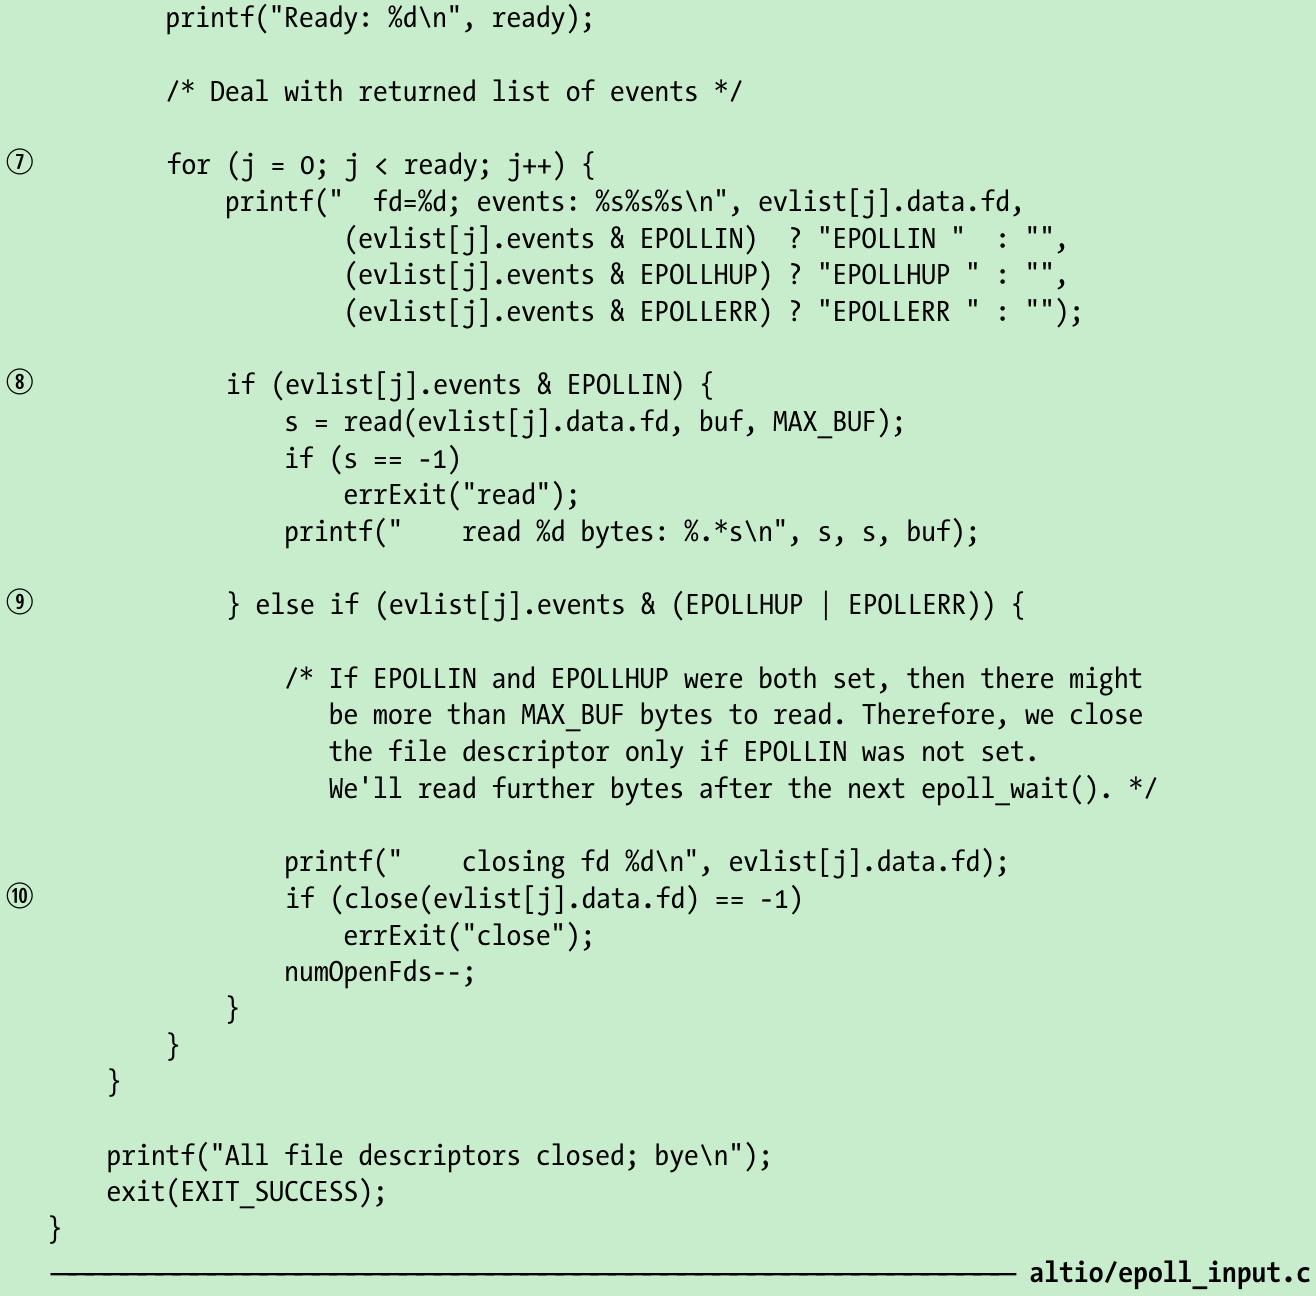 printf("Ready: %d\n", ready);
/* Deal with returned list of events */
⑦ for (j = 0; j < ready; j++) {
printf("  fd=%d; events: %s%s%s\n", evlist[j].data.fd,
(evlist[j].events & EPOLLIN)  ? "EPOLLIN "  : "",
(evlist[j].events & EPOLLHUP) ? "EPOLLHUP " : "",
(evlist[j].events & EPOLLERR) ? "EPOLLERR " : "");
⑧ if (evlist[j].events & EPOLLIN) {
s = read(evlist[j].data.fd, buf, MAX_BUF);
if (s == -1)
errExit("read");
printf("    read %d bytes: %.*s\n", s, s, buf);
⑨ } else if (evlist[j].events & (EPOLLHUP | EPOLLERR)) {
/* If EPOLLIN and EPOLLHUP were both set, then there might
be more than MAX_BUF bytes to read. Therefore, we close
the file descriptor only if EPOLLIN was not set.
We'll read further bytes after the next epoll_wait(). */
printf("    closing fd %d\n", evlist[j].data.fd);
⑩ if (close(evlist[j].data.fd) == -1)
errExit("close");
numOpenFds--;
}
}
}
printf("All file descriptors closed; bye\n");
exit(EXIT_SUCCESS);
}
altio/epoll_input.c